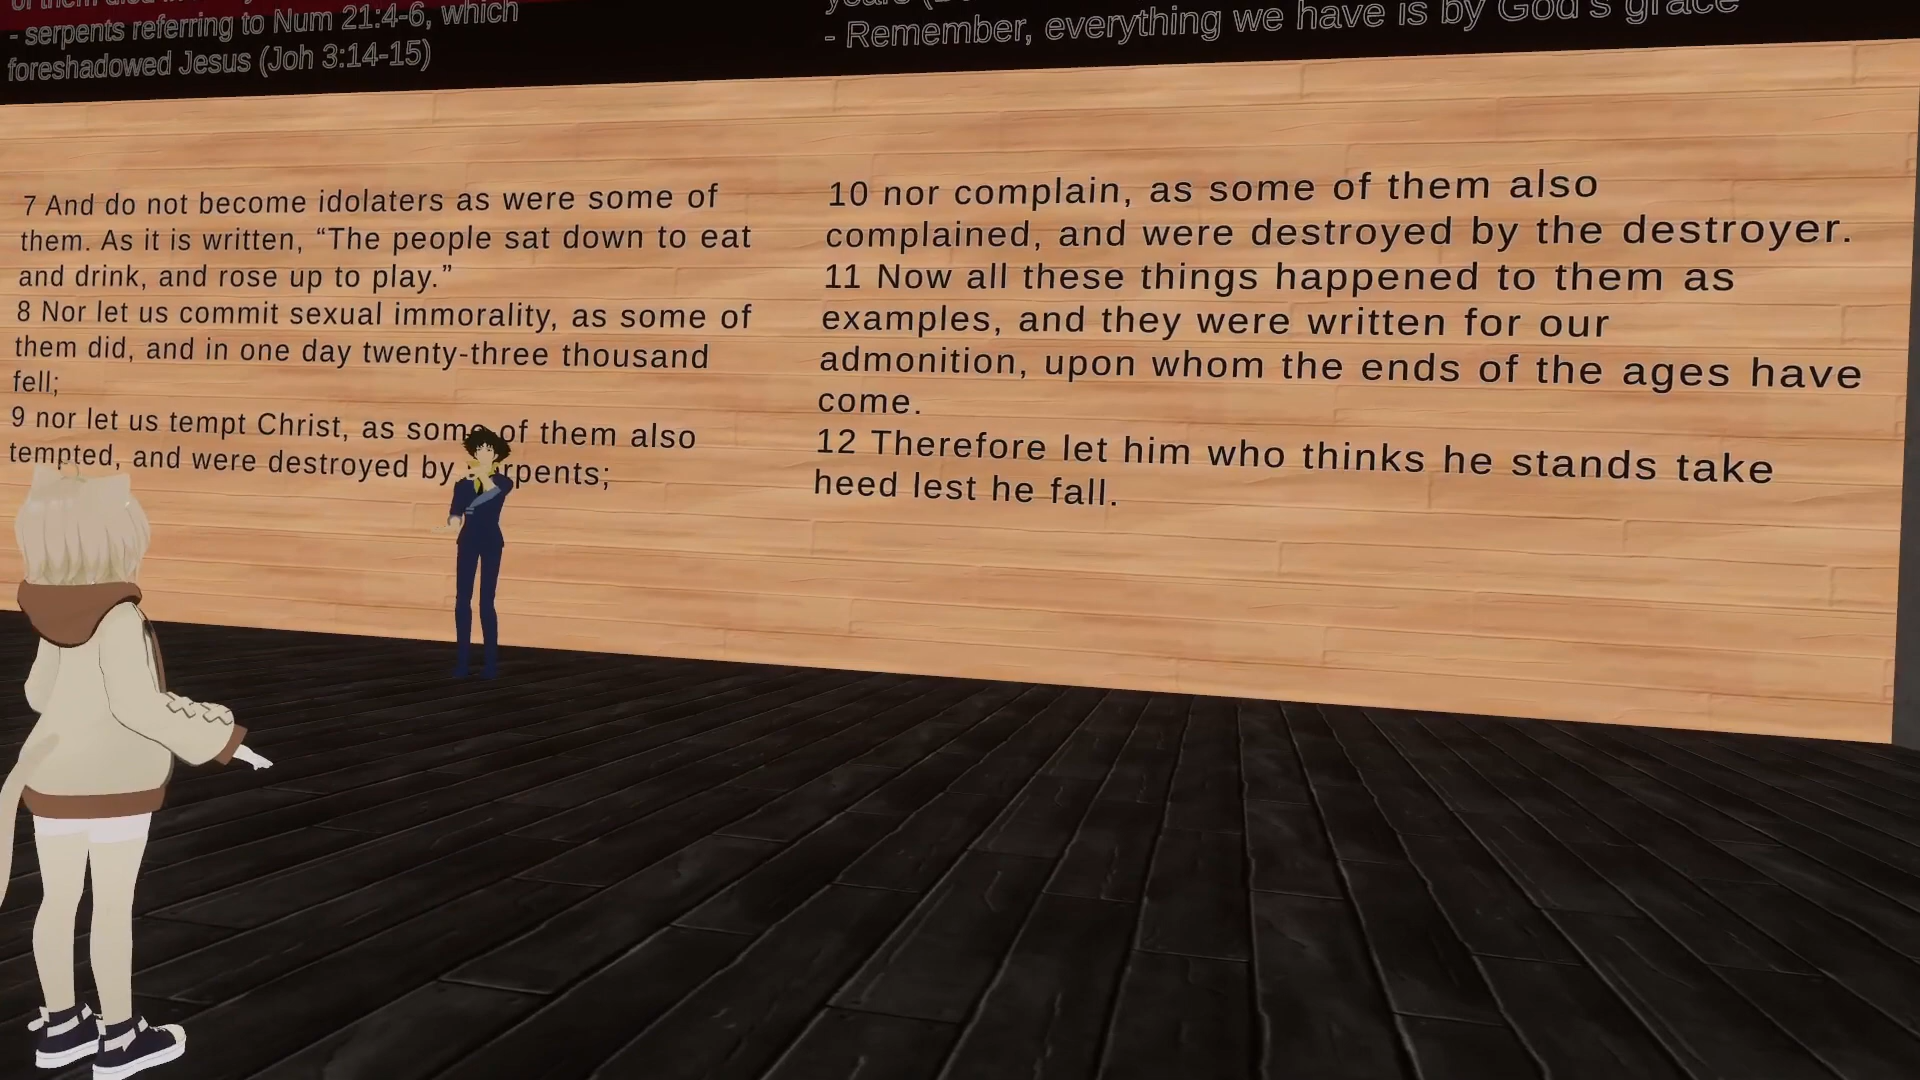 - serpents referring to Num 21:4-6, which
foreshadowed Jesus (Joh 3:14-15)
- Remember, everything we have is by God's grace
7 And do not become idolaters as were some of
them. As it is written, “The people sat down to eat
and drink, and rose up to play.”
8 Nor let us commit sexual immorality, as some of
them did, and in one day twenty-three thousand
fell;
9 nor let us tempt Christ, as some of them also
tempted, and were destroyed by serpents;
10 nor complain, as some of them also
complained, and were destroyed by the destroyer.
11 Now all these things happened to them as
examples, and they were written for our
admonition, upon whom the ends of the ages have
come.
12 Therefore let him who thinks he stands take
heed lest he fall.